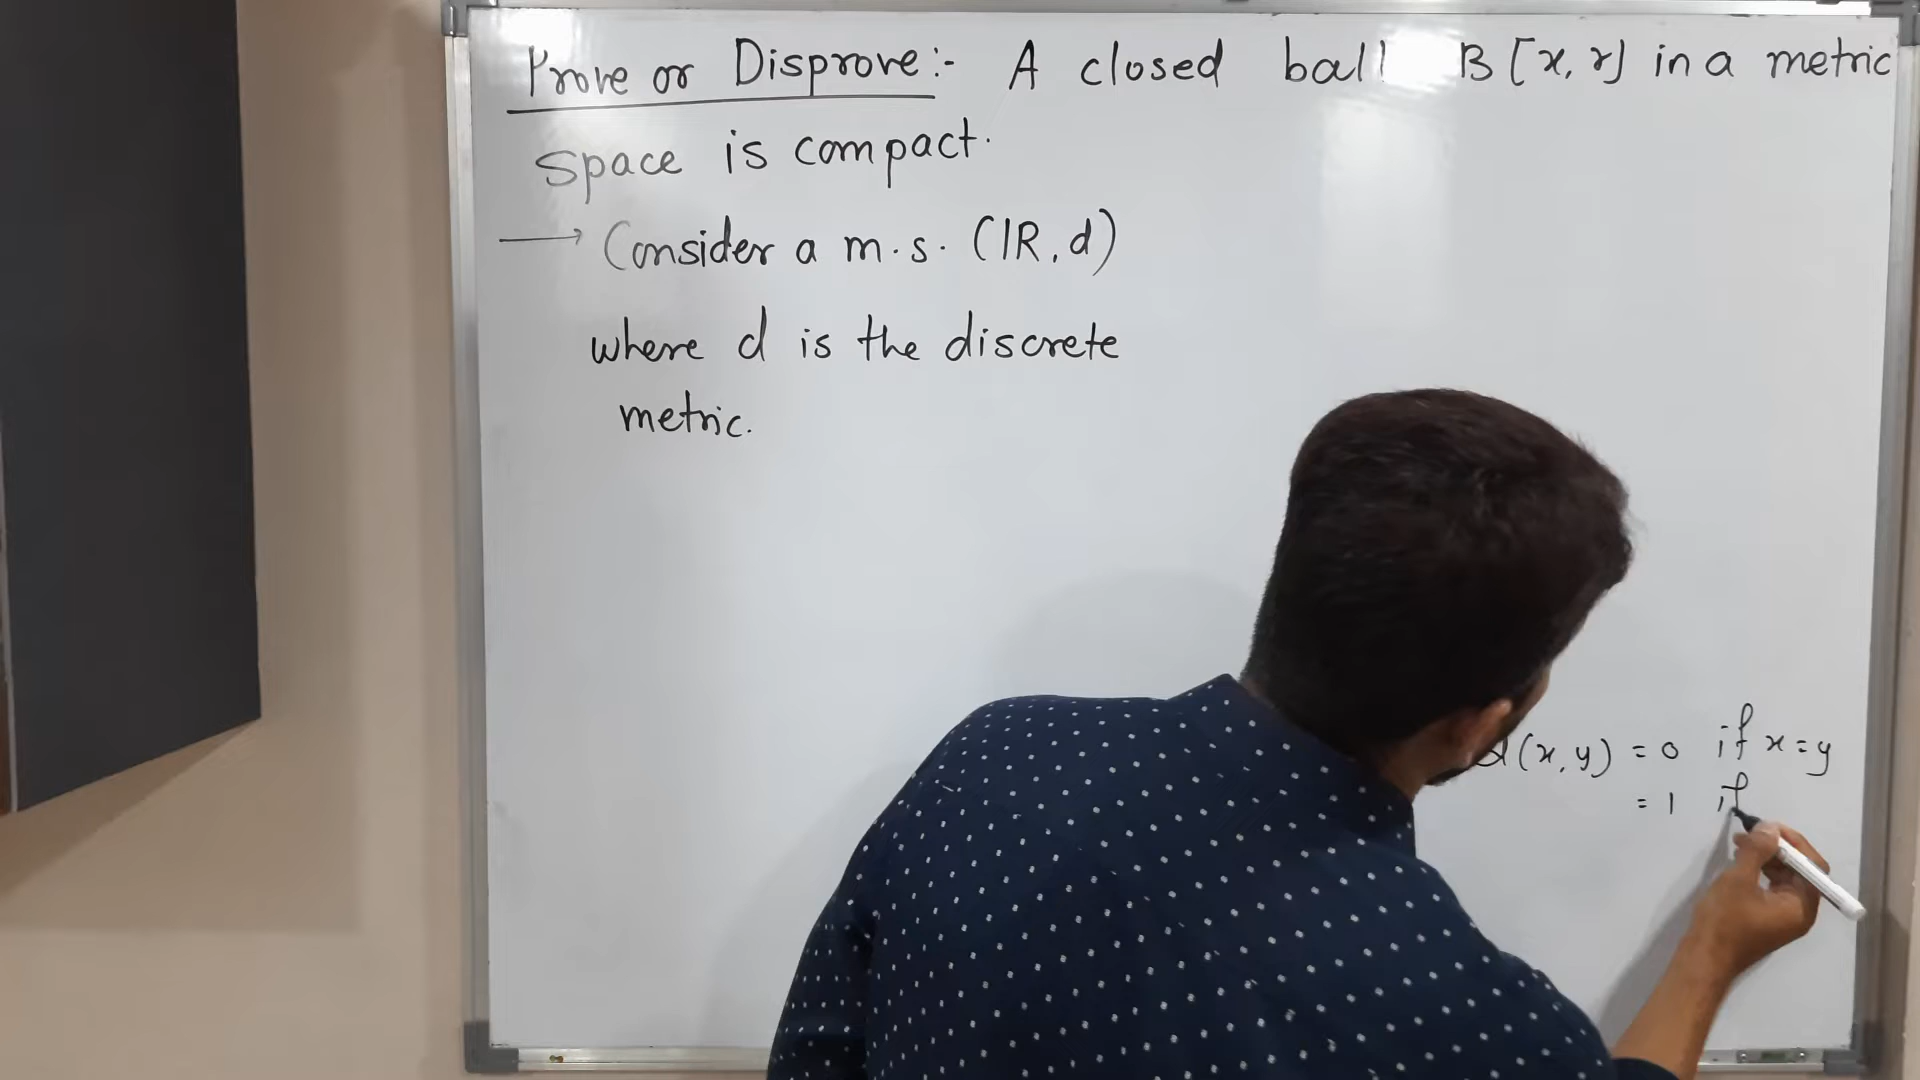 Prove or Disprove:- A closed ball B[x, r] in a metric
space is compact.
→ Consider a m.s. (IR, d)
where d is the discrete
metric.
d(x, y) = 0 if x = y
= 1 if